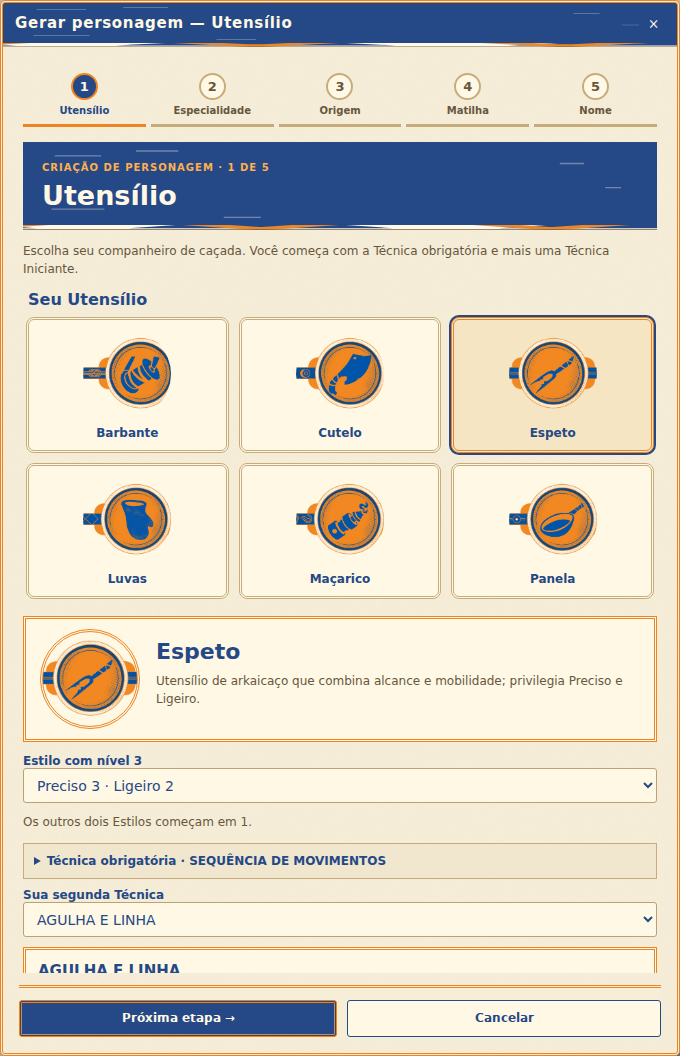 Gerar personagem — Utensílio ×
1 2 3 4 5
Utensílio Especialidade Origem Matilha Nome
CRIAÇÃO DE PERSONAGEM · 1 DE 5
Utensílio
Escolha seu companheiro de caçada. Você começa com a Técnica obrigatória e mais uma Técnica
Iniciante.
Seu Utensílio
Barbante Cutelo Espeto
Luvas Maçarico Panela
Espeto
Utensílio de arkaicaço que combina alcance e mobilidade; privilegia Preciso e
Ligeiro.
Estilo com nível 3
Preciso 3 · Ligeiro 2
Os outros dois Estilos começam em 1.
Técnica obrigatória · SEQUÊNCIA DE MOVIMENTOS
Sua segunda Técnica
AGULHA E LINHA
AGULHA E LINHA
Próxima etapa → Cancelar